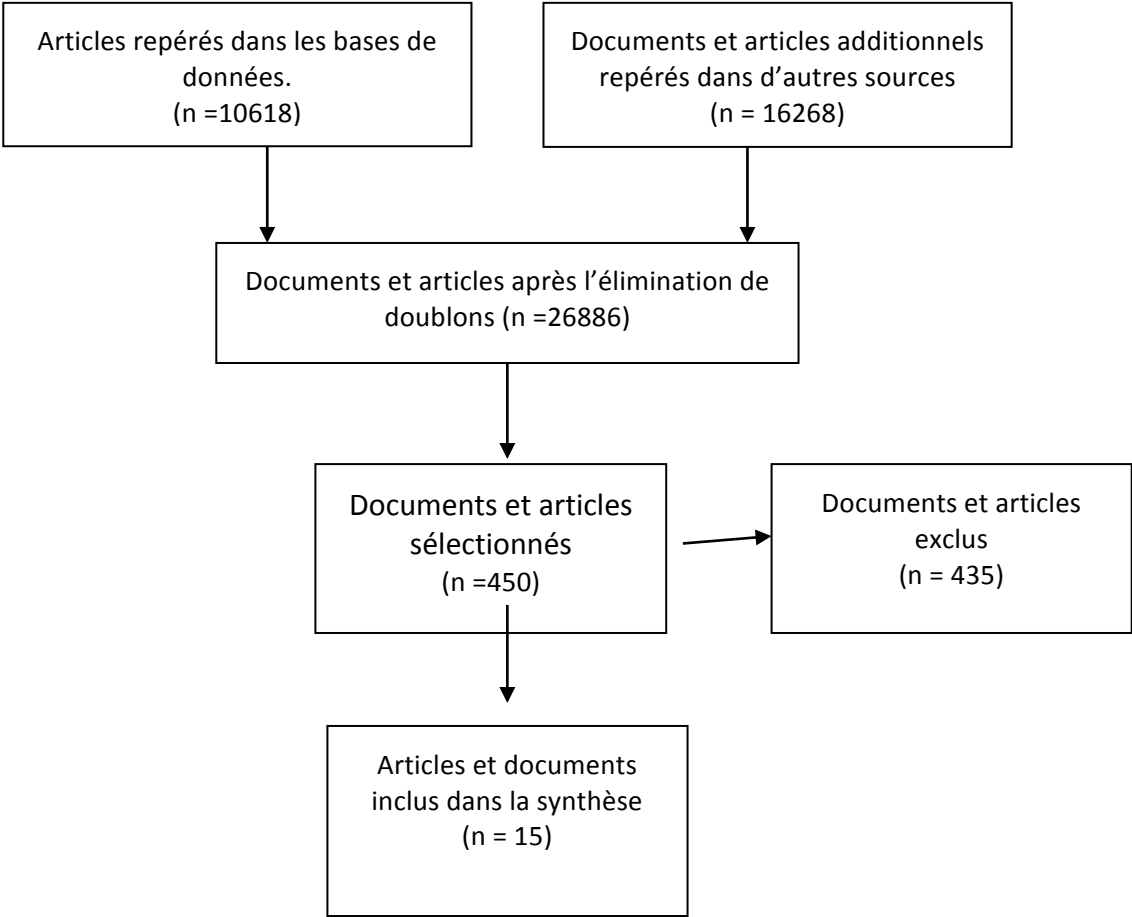 Articles repérés dans les bases de
données.
(n =10618)
Documents et articles additionnels
repérés dans d’autres sources
(n = 16268)
Documents et articles après l’élimination de
doublons (n =26886)
Documents et articles
sélectionnés
(n =450)
Documents et articles
exclus
(n = 435)
Articles et documents
inclus dans la synthèse
(n = 15)